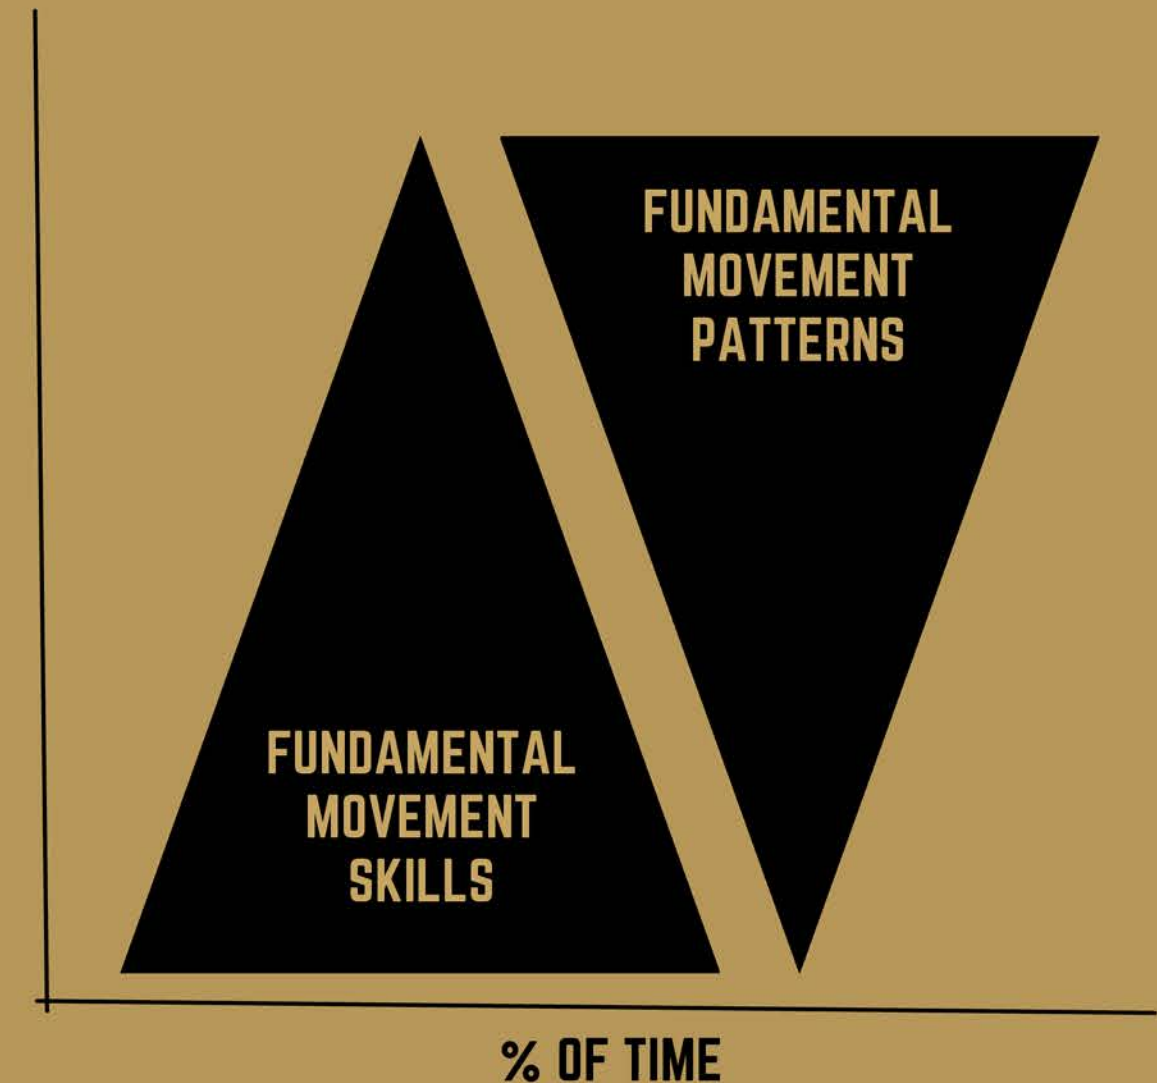 FUNDAMENTAL
MOVEMENT
PATTERNS
FUNDAMENTAL
MOVEMENT
SKILLS
% OF TIME